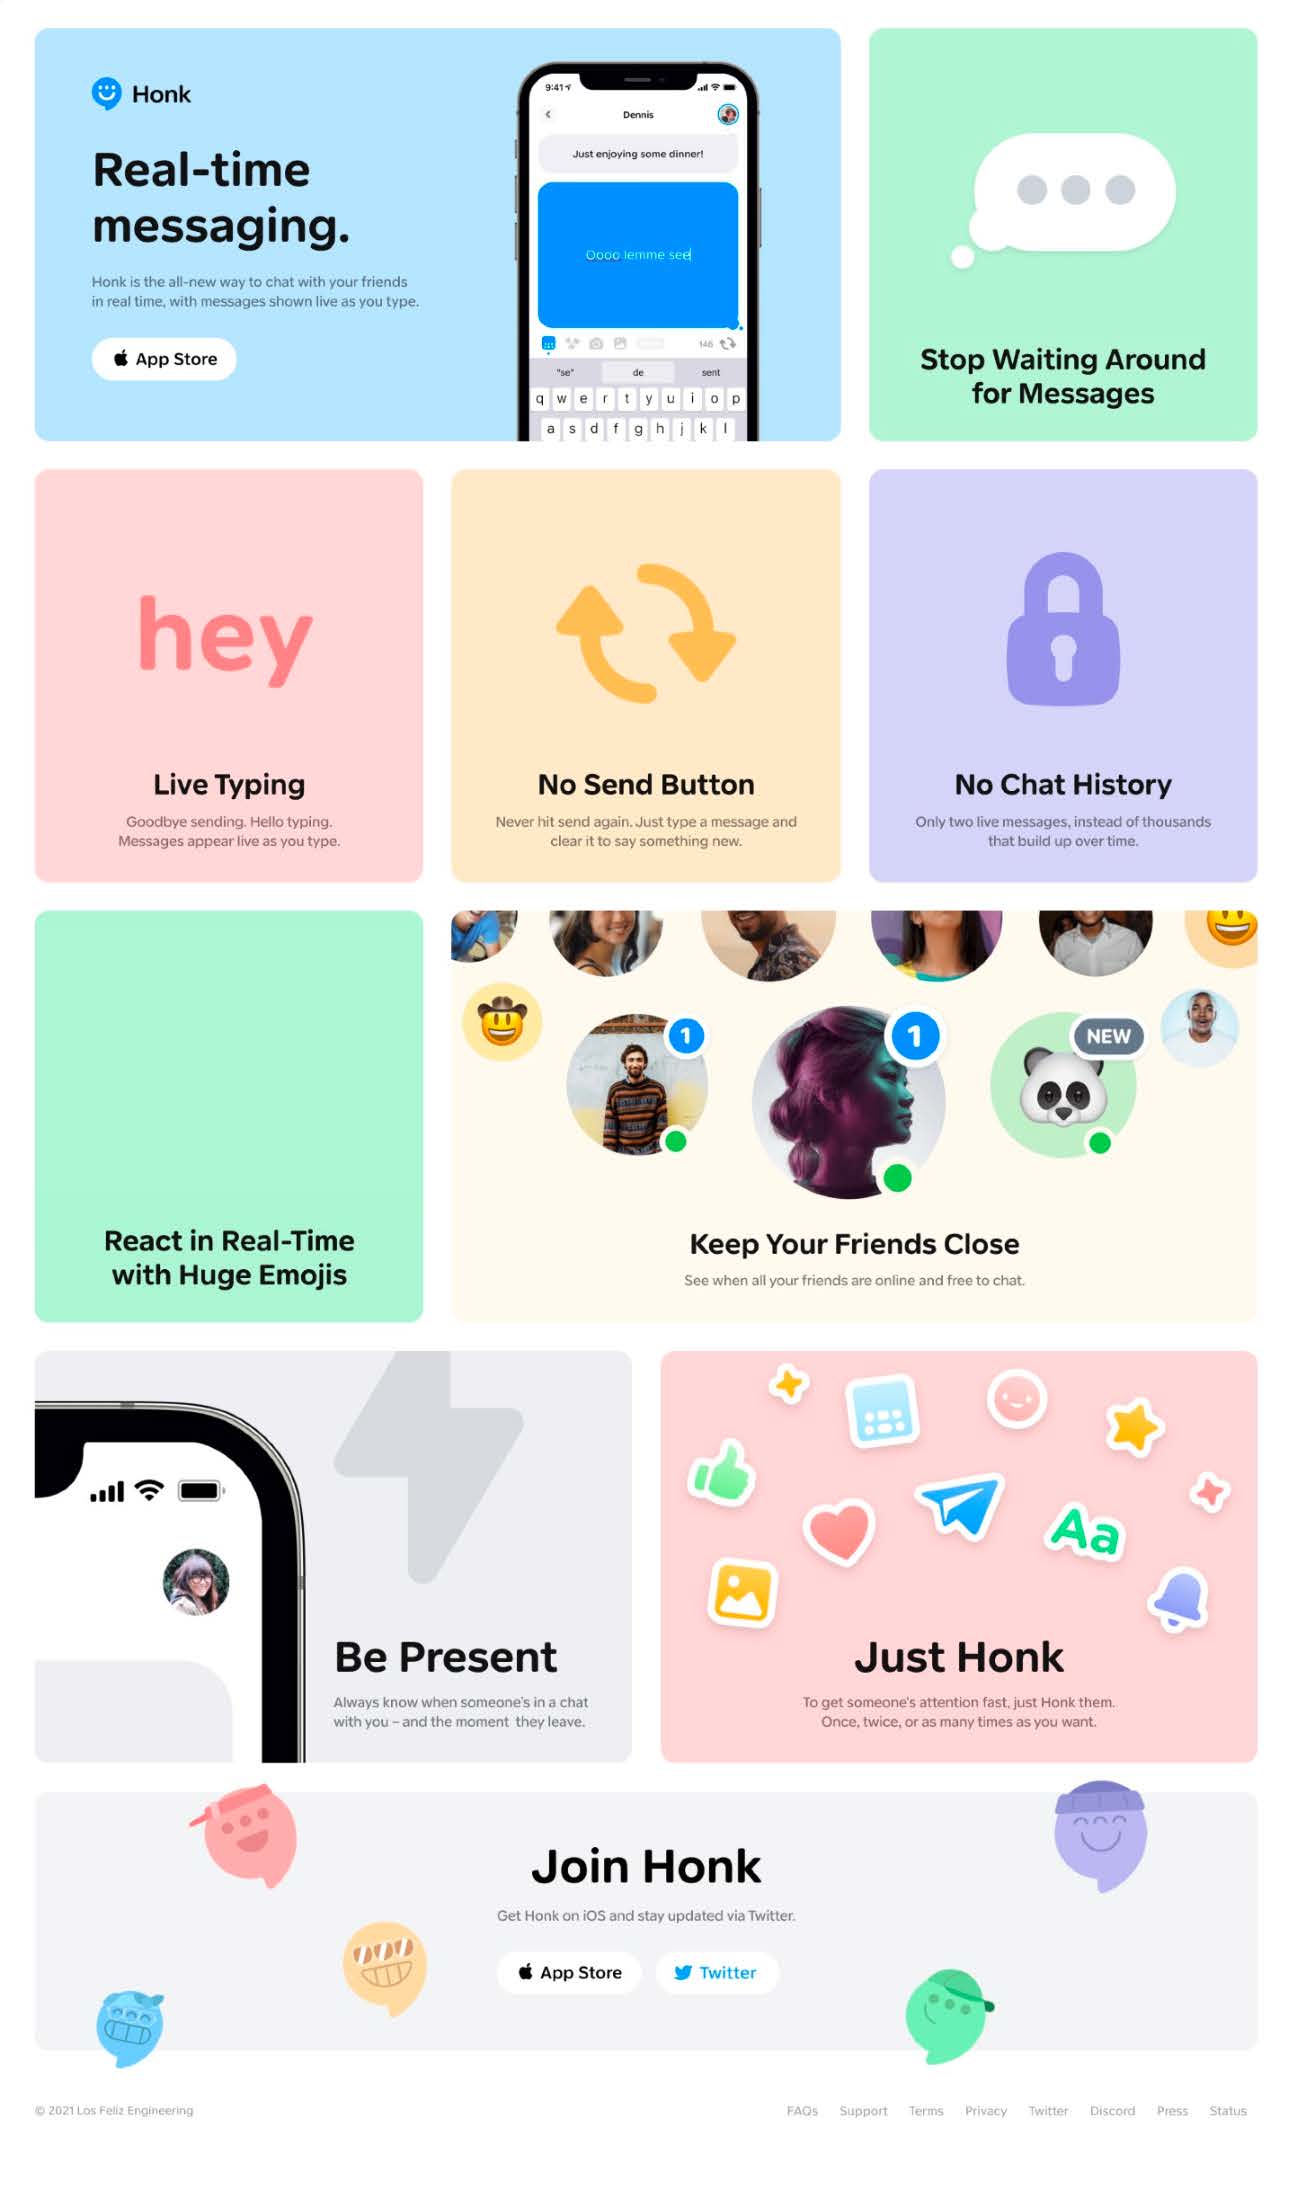 Honk
Real-time
messaging.
Honk is the all-new way to chat with your friends
in real time, with messages shown live as you type.
App Store
9:41
Dennis
Just enjoying some dinner!
Oooo lemme see
146
"se" de sent
q w e r t y u i o p
a s d f g h j k l
Stop Waiting Around
for Messages
hey
Live Typing
Goodbye sending. Hello typing.
Messages appear live as you type.
No Send Button
Never hit send again. Just type a message and
clear it to say something new.
No Chat History
Only two live messages, instead of thousands
that build up over time.
React in Real-Time
with Huge Emojis
1
1
NEW
Keep Your Friends Close
See when all your friends are online and free to chat.
Be Present
Always know when someone's in a chat
with you – and the moment they leave.
Aa
Just Honk
To get someone's attention fast, just Honk them.
Once, twice, or as many times as you want.
Join Honk
Get Honk on iOS and stay updated via Twitter.
App Store
Twitter
© 2021 Los Feliz Engineering
FAQs Support Terms Privacy Twitter Discord Press Status